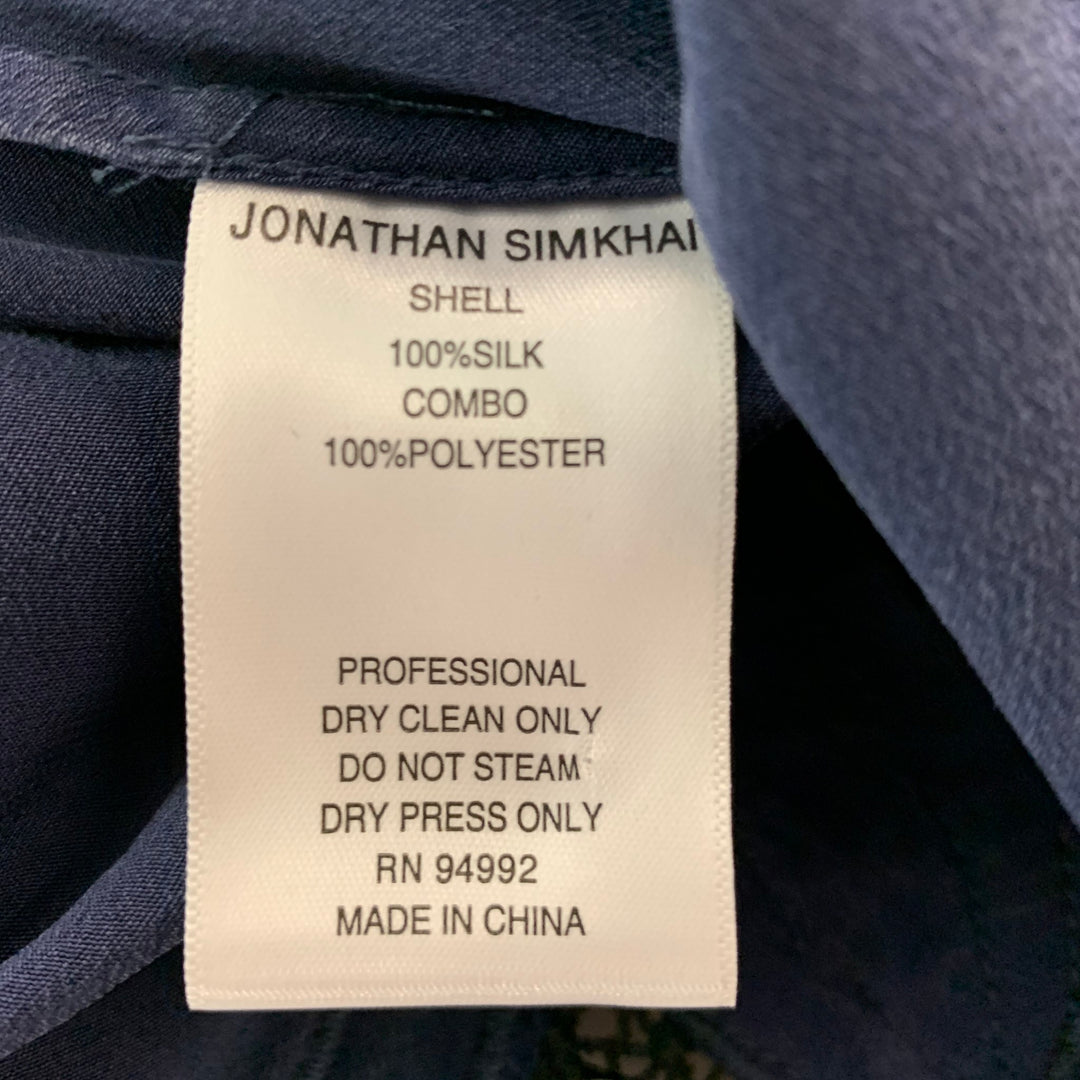 JONATHAN SIMKHAI
SHELL
100%SILK
COMBO
100%POLYESTER
PROFESSIONAL
DRY CLEAN ONLY
DO NOT STEAM
DRY PRESS ONLY
RN 94992
MADE IN CHINA